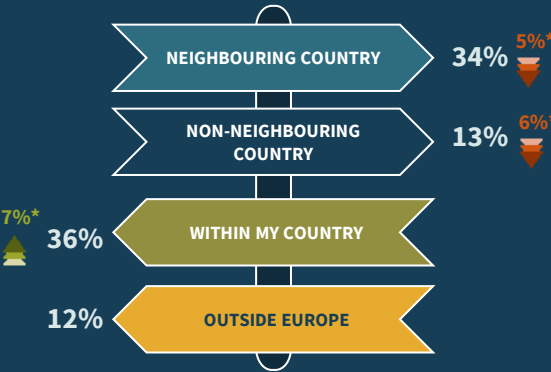 NEIGHBOURING COUNTRY
34%
5%*
NON-NEIGHBOURING
COUNTRY
13%
6%*
7%*
36%
WITHIN MY COUNTRY
12%
OUTSIDE EUROPE